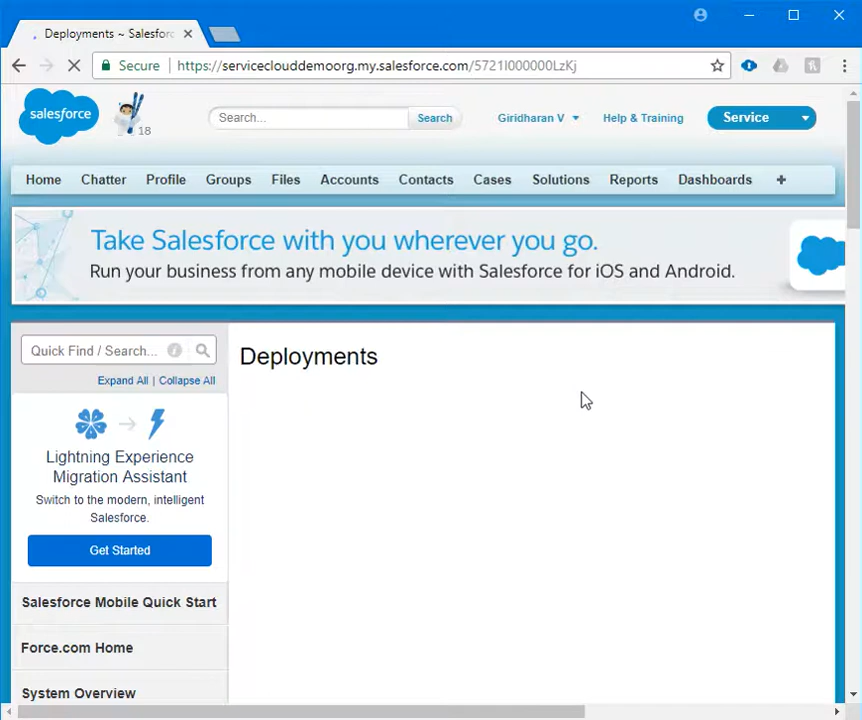 Deployments ~ Salesforc
Secure
https://serviceclouddemoorg.my.salesforce.com/5721I000000LzKj
salesforce
18
Search...
Search
Giridharan V
Help & Training
Service
Home
Chatter
Profile
Groups
Files
Accounts
Contacts
Cases
Solutions
Reports
Dashboards
+
Take Salesforce with you wherever you go.
Run your business from any mobile device with Salesforce for iOS and Android.
Quick Find / Search...
Expand All | Collapse All
Deployments
Lightning Experience
Migration Assistant
Switch to the modern, intelligent
Salesforce.
Get Started
Salesforce Mobile Quick Start
Force.com Home
System Overview